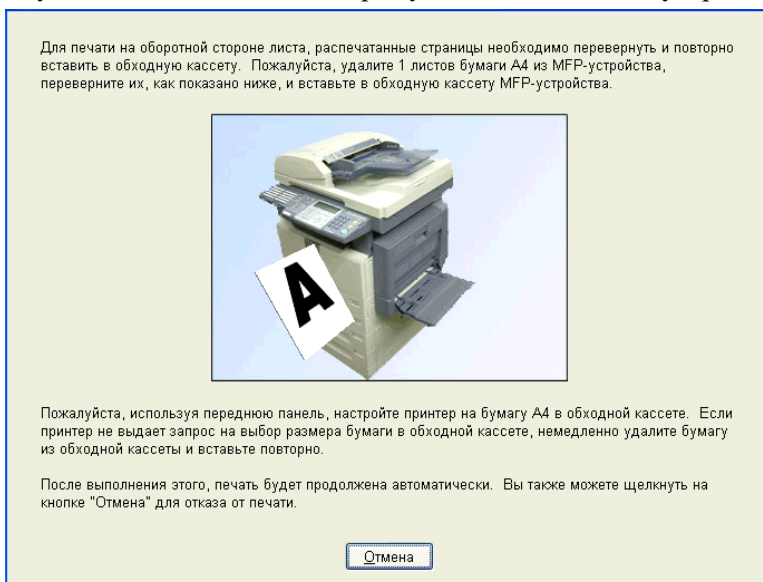 Для печати на оборотной стороне листа, распечатанные страницы необходимо перевернуть и повторно
вставить в обходную кассету.  Пожалуйста, удалите 1 листов бумаги A4 из MFP-устройства,
переверните их, как показано ниже, и вставьте в обходную кассету MFP-устройства.
A
Пожалуйста, используя переднюю панель, настройте принтер на бумагу A4 в обходной кассете.  Если
принтер не выдает запрос на выбор размера бумаги в обходной кассете, немедленно удалите бумагу
из обходной кассеты и вставьте повторно.
После выполнения этого, печать будет продолжена автоматически.  Вы также можете щелкнуть на
кнопке "Отмена" для отказа от печати.
Отмена